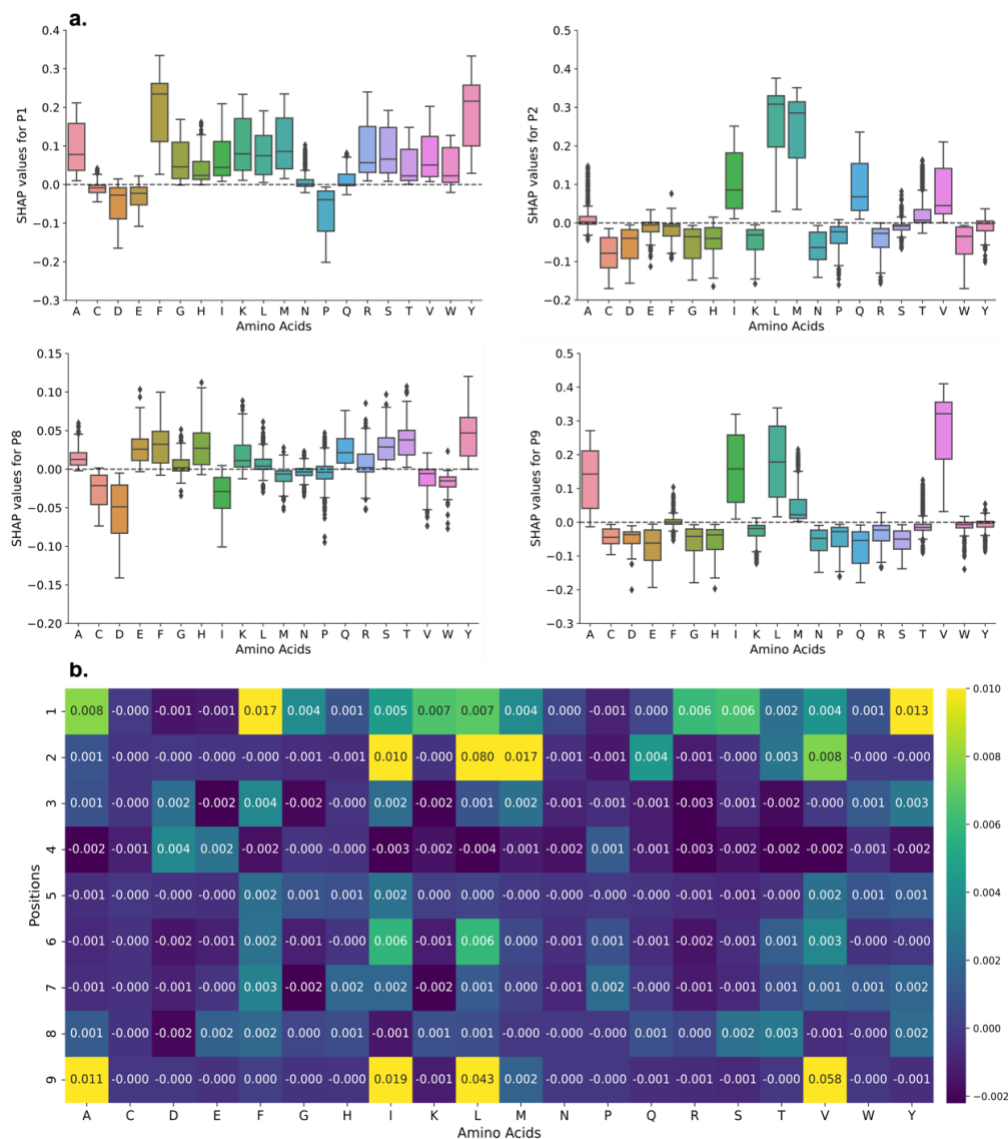 a.
SHAP values for P1
0.4
0.3
0.2
0.1
0.0
−0.1
−0.2
−0.3
A C D E F G H I K L M N P Q R S T V W Y
Amino Acids
SHAP values for P2
0.5
0.4
0.3
0.2
0.1
0.0
−0.1
−0.2
A C D E F G H I K L M N P Q R S T V W Y
Amino Acids
SHAP values for P8
0.15
0.10
0.05
0.00
−0.05
−0.10
−0.15
−0.20
A C D E F G H I K L M N P Q R S T V W Y
Amino Acids
SHAP values for P9
0.5
0.4
0.3
0.2
0.1
0.0
−0.1
−0.2
−0.3
A C D E F G H I K L M N P Q R S T V W Y
Amino Acids
b.
Positions
1 0.008 -0.000 -0.001 -0.001 0.017 0.004 0.001 0.005 0.007 0.007 0.004 0.000 -0.001 0.000 0.006 0.006 0.002 0.004 0.001 0.013
2 0.001 -0.000 -0.000 -0.000 -0.000 -0.001 -0.001 0.010 -0.000 0.080 0.017 -0.001 -0.001 0.004 -0.001 -0.000 0.003 0.008 -0.000 -0.000
3 0.001 -0.000 0.002 -0.002 0.004 -0.002 -0.000 0.002 -0.002 0.001 0.002 -0.001 -0.001 -0.000 -0.003 -0.001 -0.002 -0.000 0.001 0.003
4 -0.002 -0.001 0.004 0.002 -0.002 -0.000 -0.000 -0.003 -0.002 -0.004 -0.001 -0.002 0.001 -0.000 -0.003 -0.002 -0.002 -0.002 -0.001 -0.002
5 -0.001 -0.000 -0.000 -0.000 0.002 0.001 0.001 0.002 0.000 0.000 -0.000 -0.000 -0.000 -0.000 -0.001 -0.001 -0.000 0.002 0.001 0.001
6 -0.001 -0.000 -0.002 -0.001 0.002 -0.001 -0.000 0.006 -0.001 0.006 0.000 -0.001 0.001 -0.000 -0.002 -0.001 0.001 0.003 -0.000 -0.000
7 -0.001 -0.000 -0.001 -0.000 0.003 -0.002 0.002 0.002 -0.002 0.001 0.000 -0.000 0.002 -0.000 -0.001 -0.001 0.001 0.001 0.001 0.002
8 0.001 -0.000 -0.002 0.002 0.002 0.000 0.001 -0.001 0.001 0.001 -0.000 -0.000 -0.000 0.001 0.000 0.002 0.003 -0.001 -0.000 0.002
9 0.011 -0.000 -0.000 -0.000 0.000 -0.000 -0.000 0.019 -0.001 0.043 0.002 -0.000 -0.000 -0.001 -0.000 -0.001 -0.001 0.058 -0.000 -0.001
A C D E F G H I K L M N P Q R S T V W Y
Amino Acids
0.010
0.008
0.006
0.004
0.002
0.000
−0.002